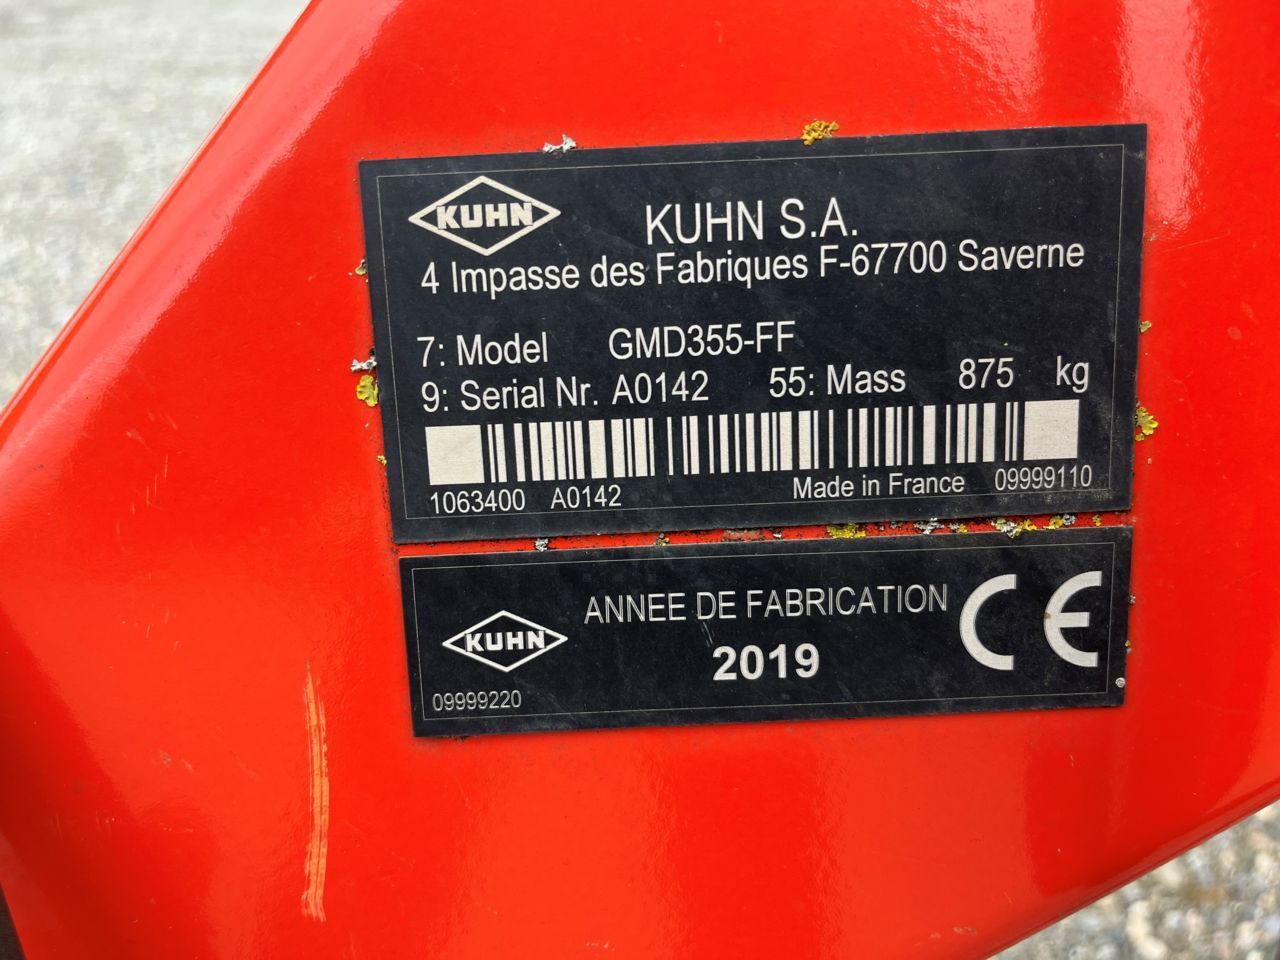 KUHN
KUHN S.A.
4 Impasse des Fabriques F-67700 Saverne
7: Model GMD355-FF
9: Serial Nr. A0142 55: Mass 875 kg
1063400 A0142 Made in France 09999110
KUHN
ANNEE DE FABRICATION
2019
CE
09999220